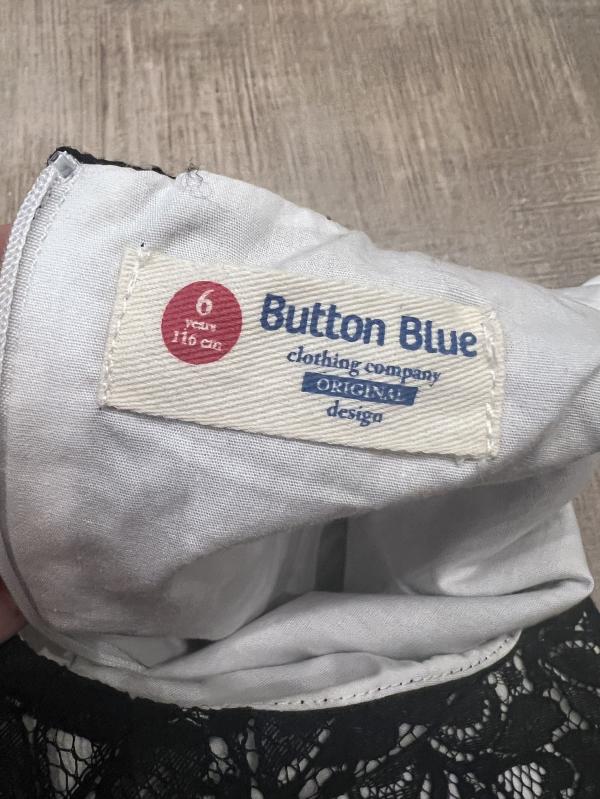 6
years
116 cm
Button Blue
clothing company
ORIGINAL
design